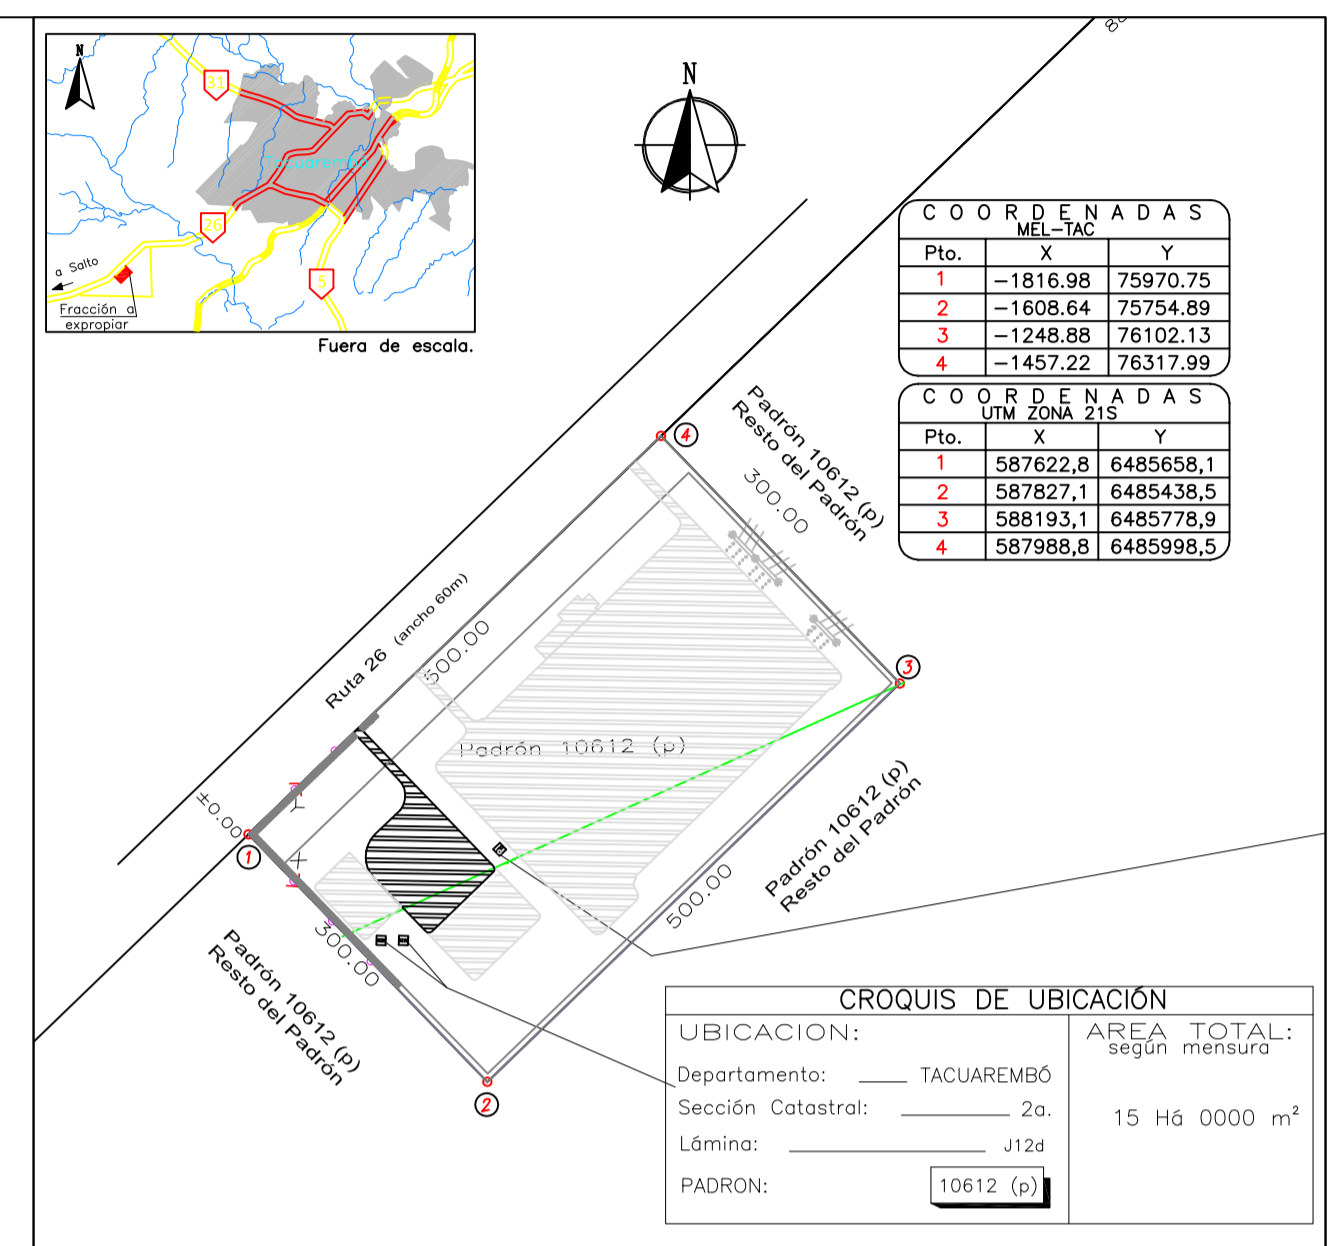 N
31
Tacuarembó
26
5
a Salto
Fracción a
expropiar
Fuera de escala.
N
COORDENADAS
MEL-TAC
Pto. X Y
1 -1816.98 75970.75
2 -1608.64 75754.89
3 -1248.88 76102.13
4 -1457.22 76317.99
COORDENADAS
UTM ZONA 21S
Pto. X Y
1 587622,8 6485658,1
2 587827,1 6485438,5
3 588193,1 6485778,9
4 587988,8 6485998,5
4
Padrón 10612 (p)
Resto del Padrón
300.00
Ruta 26 (ancho 60m)
500.00
3
Padrón 10612 (p)
±0.00
Y
X
1
Padrón 10612 (p)
Resto del Padrón
500.00
300.00
Padrón 10612 (p)
Resto del Padrón
2
CROQUIS DE UBICACIÓN
UBICACION:
Departamento: TACUAREMBÓ
Sección Catastral: 2a.
Lámina: J12d
PADRON: 10612 (p)
AREA TOTAL:
según mensura
15 Há 0000 m²